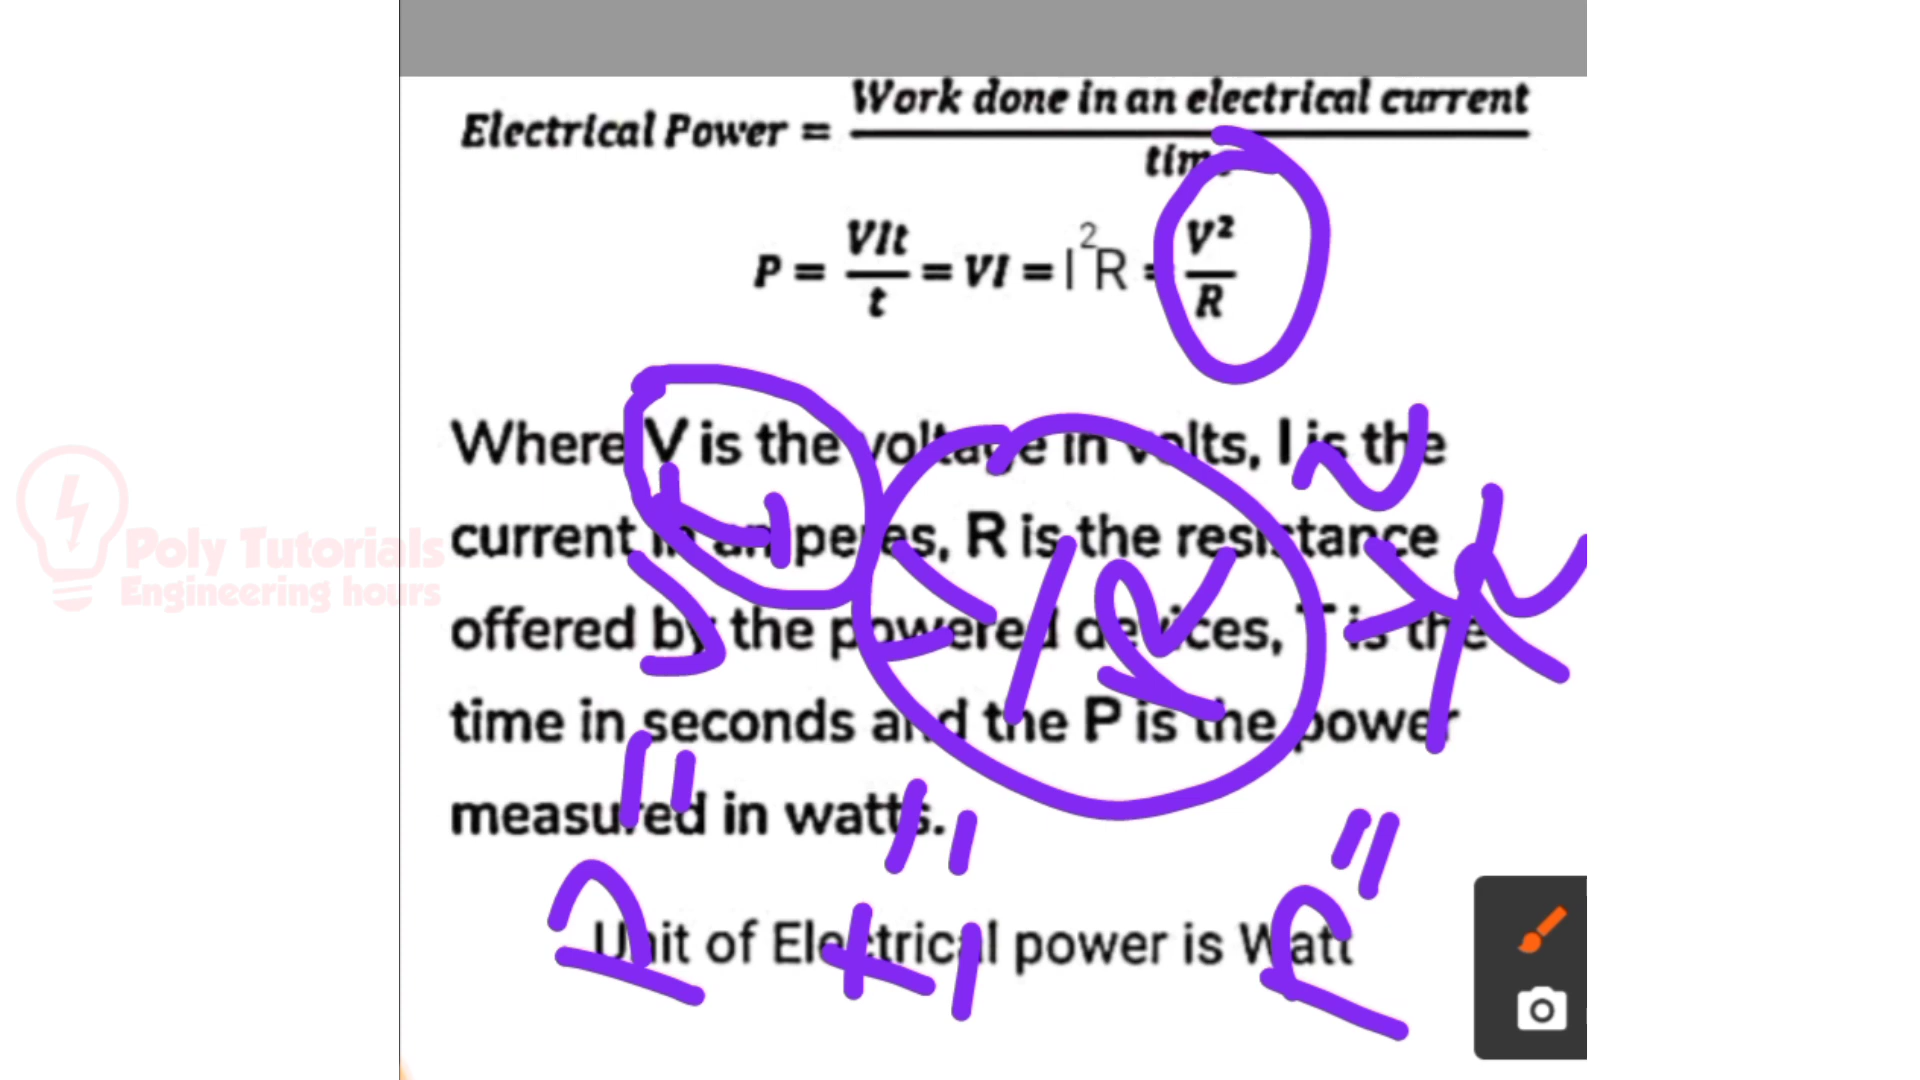 Electrical Power = Work done in an electrical current / time
P = VIt / t = VI = I²R = V² / R
Where V is the voltage in volts, I is the
current in amperes, R is the resistance
offered by the powered devices, T is the
time in seconds and the P is the power
measured in watts.
Unit of Electrical power is Watt
Poly Tutorials
Engineering hours